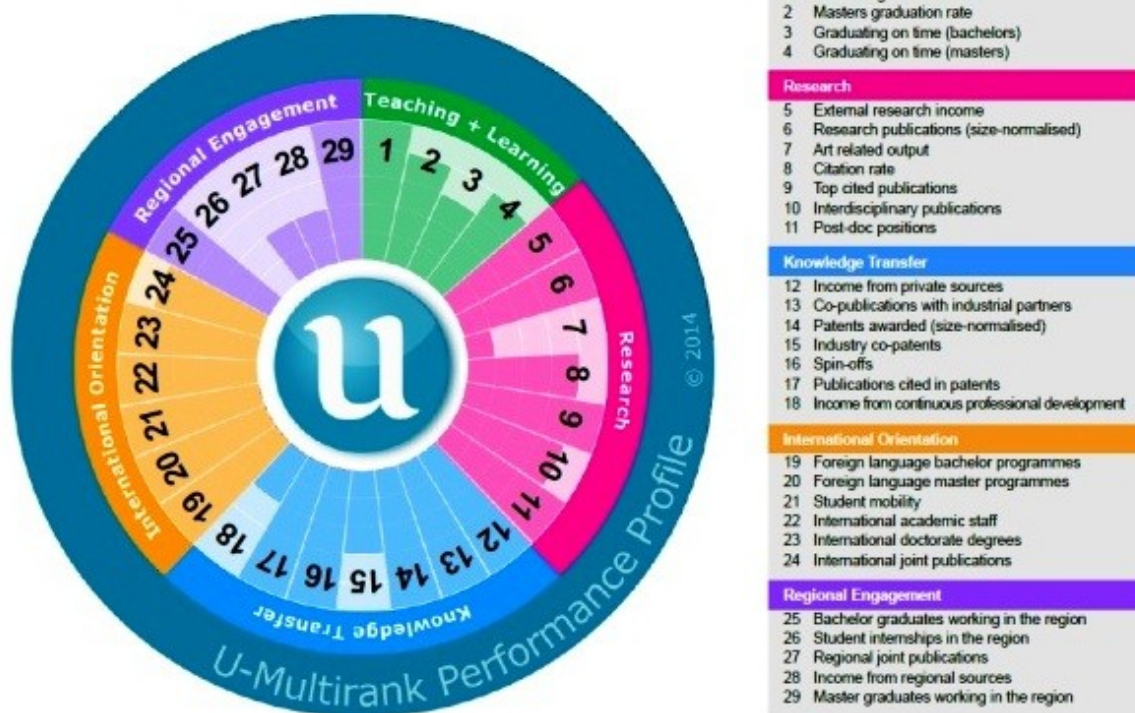 Regional Engagement
Teaching + Learning
Research
Knowledge Transfer
International Orientation
1
2
3
4
5
6
7
8
9
10
11
12
13
14
15
16
17
18
19
20
21
22
23
24
25
26
27
28
29
u
© 2014
U-Multirank Performance Profile
2 Masters graduation rate
3 Graduating on time (bachelors)
4 Graduating on time (masters)
Research
5 External research income
6 Research publications (size-normalised)
7 Art related output
8 Citation rate
9 Top cited publications
10 Interdisciplinary publications
11 Post-doc positions
Knowledge Transfer
12 Income from private sources
13 Co-publications with industrial partners
14 Patents awarded (size-normalised)
15 Industry co-patents
16 Spin-offs
17 Publications cited in patents
18 Income from continuous professional development
International Orientation
19 Foreign language bachelor programmes
20 Foreign language master programmes
21 Student mobility
22 International academic staff
23 International doctorate degrees
24 International joint publications
Regional Engagement
25 Bachelor graduates working in the region
26 Student internships in the region
27 Regional joint publications
28 Income from regional sources
29 Master graduates working in the region